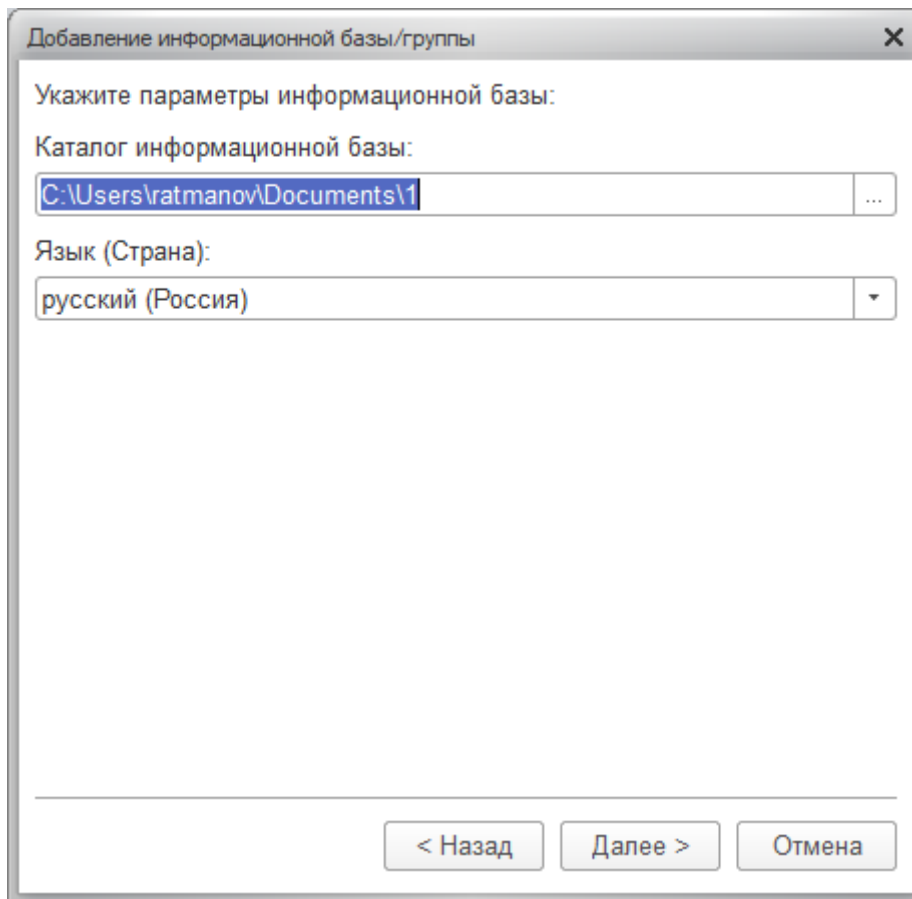 Добавление информационной базы/группы
Укажите параметры информационной базы:
Каталог информационной базы:
C:\Users\ratmanov\Documents\1
...
Язык (Страна):
русский (Россия)
< Назад Далее > Отмена